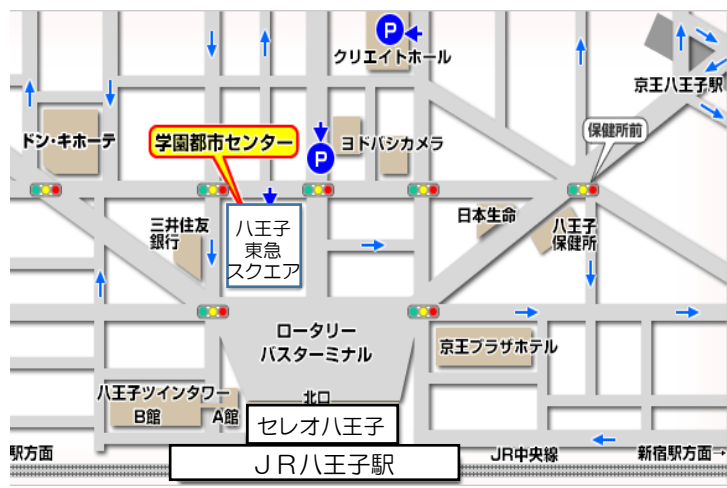 P
クリエイトホール
京王八王子駅
ドン・キホーテ
学園都市センター
P
ヨドバシカメラ
保健所前
三井住友
銀行
八王子
東急
スクエア
日本生命
八王子
保健所
ロータリー
バスターミナル
京王プラザホテル
八王子ツインタワー
B館
A館
北口
セレオ八王子
駅方面
JR八王子駅
JR中央線
新宿駅方面→